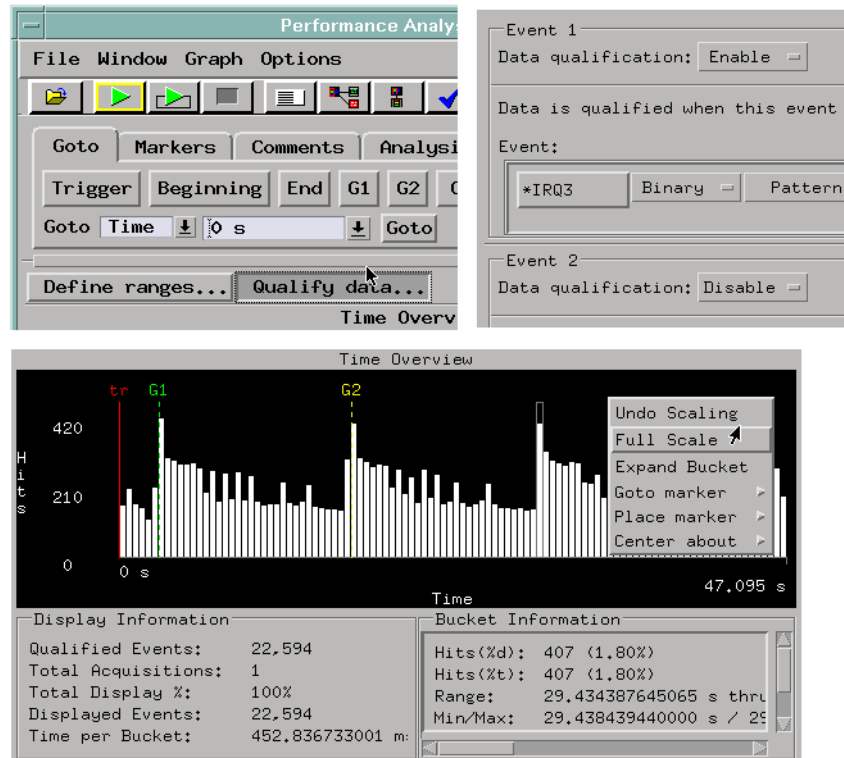 Performance Analy
File Window Graph Options
Goto Markers Comments Analysi
Trigger Beginning End G1 G2
Goto Time 0 s Goto
Define ranges... Qualify data...
Time Overv
Event 1
Data qualification: Enable
Data is qualified when this event
Event:
*IRQ3 Binary Pattern
Event 2
Data qualification: Disable
Time Overview
tr G1 G2
420
Hits
210
0
0 s
Time
47.095 s
Undo Scaling
Full Scale
Expand Bucket
Goto marker
Place marker
Center about
Display Information
Qualified Events: 22,594
Total Acquisitions: 1
Total Display %: 100%
Displayed Events: 22,594
Time per Bucket: 452.836733001 m
Bucket Information
Hits(%d): 407 (1.80%)
Hits(%t): 407 (1.80%)
Range: 29.434387645065 s thru
Min/Max: 29.438439440000 s / 29